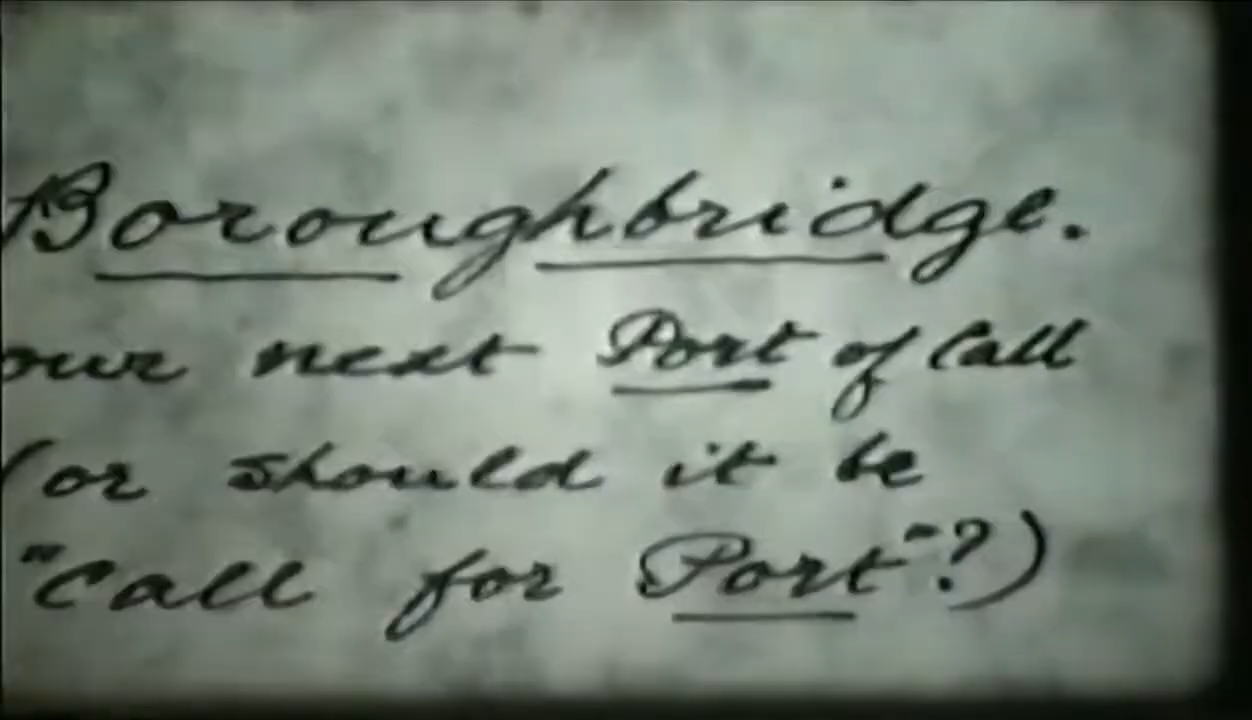 Boroughbridge.
our next Port of Call
(or should it be
"Call for Port"?)